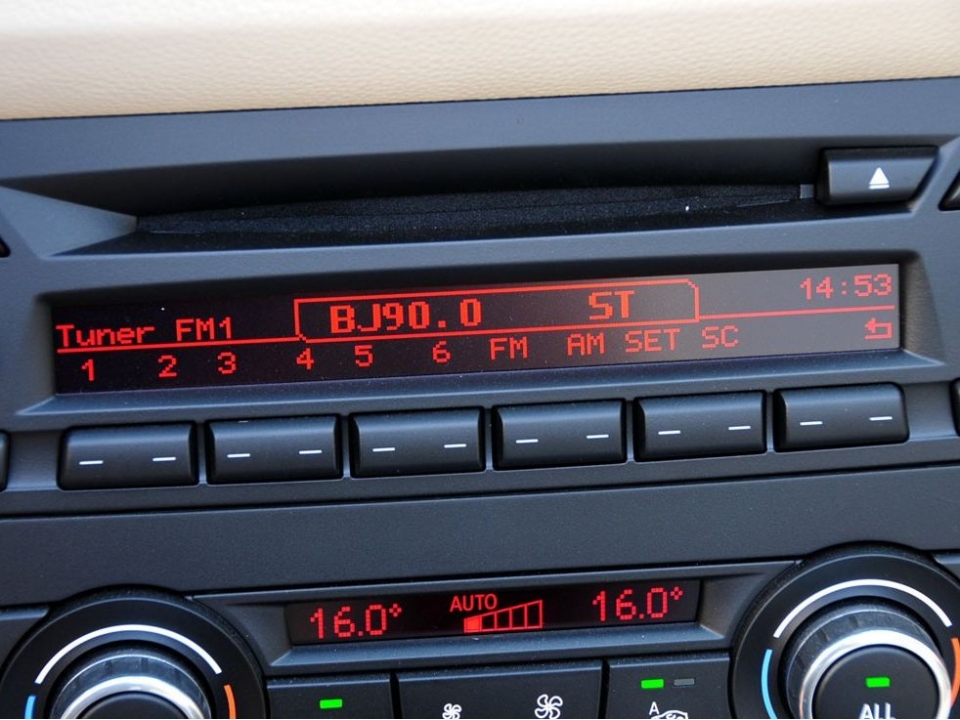 Tuner FM1 BJ90.0 ST 14:53
1 2 3 4 5 6 FM AM SET SC
16.0° AUTO 16.0°
A
ALL